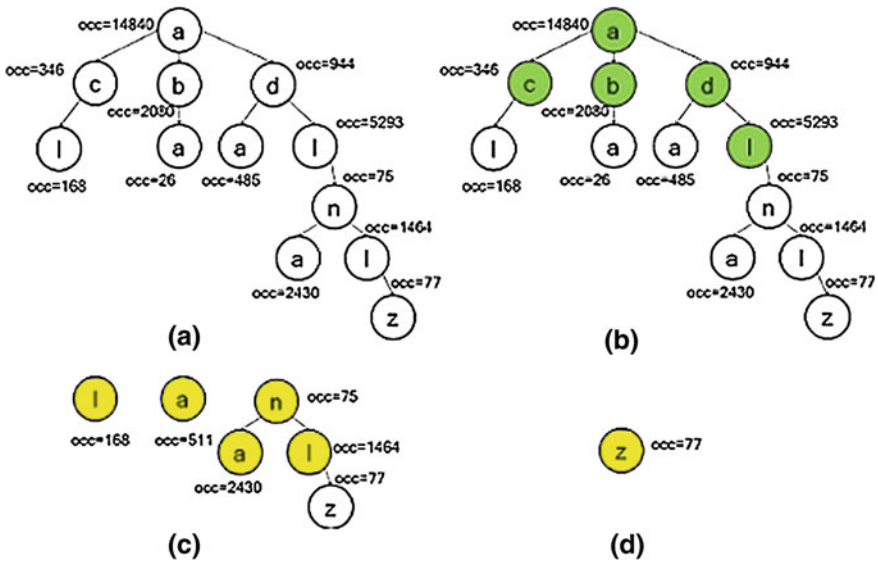 occ=14840 a
occ=346 c b d occ=944
occ=2080 occ=5293
l a a l
occ=168 occ=26 occ=485 occ=75
n
occ=1464
a l
occ=2430 occ=77
z
(a)
occ=14840 a
occ=346 c b d occ=944
occ=2080 occ=5293
l a a l
occ=168 occ=26 occ=485 occ=75
n
occ=1464
a l
occ=2430 occ=77
z
(b)
l a n occ=75
occ=168 occ=511
a l occ=1464
occ=2430 occ=77
z
(c)
z occ=77
(d)